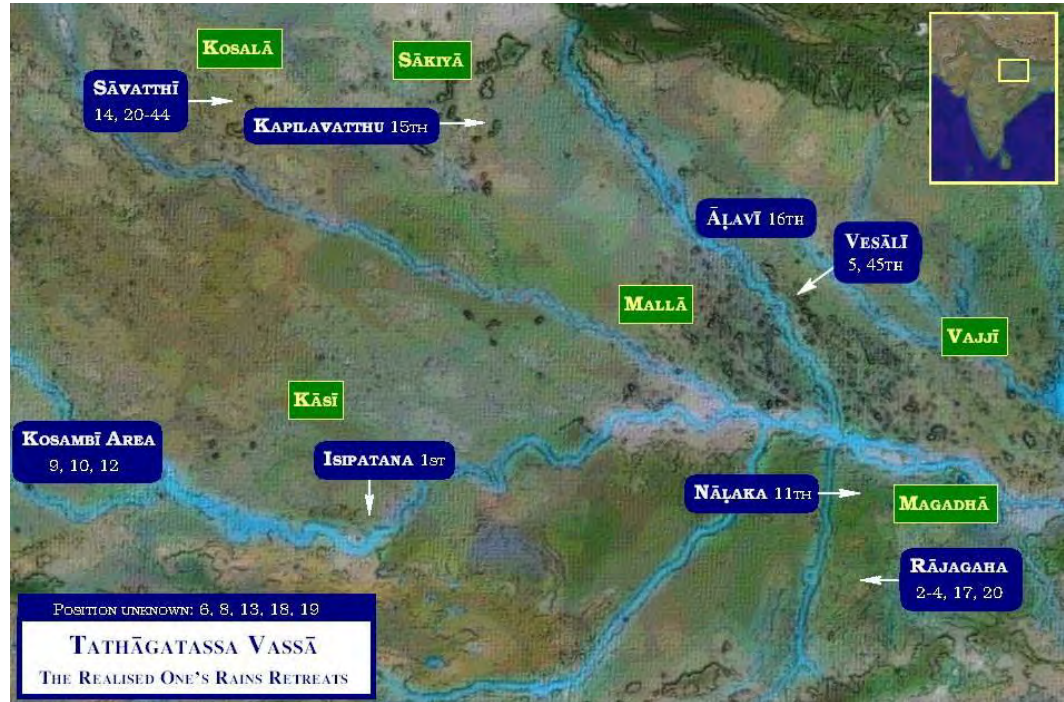 Kosalā
Sākiyā
Sāvatthī
14, 20-44
Kapilavatthu 15th
Āḷavī 16th
Vesālī
5, 45th
Mallā
Vajjī
Kāsī
Kosambī Area
9, 10, 12
Isipatana 1st
Nāḷaka 11th
Magadhā
Rājagaha
2-4, 17, 20
Position unknown: 6, 8, 13, 18, 19
Tathāgatassa Vassā
The Realised One's Rains Retreats